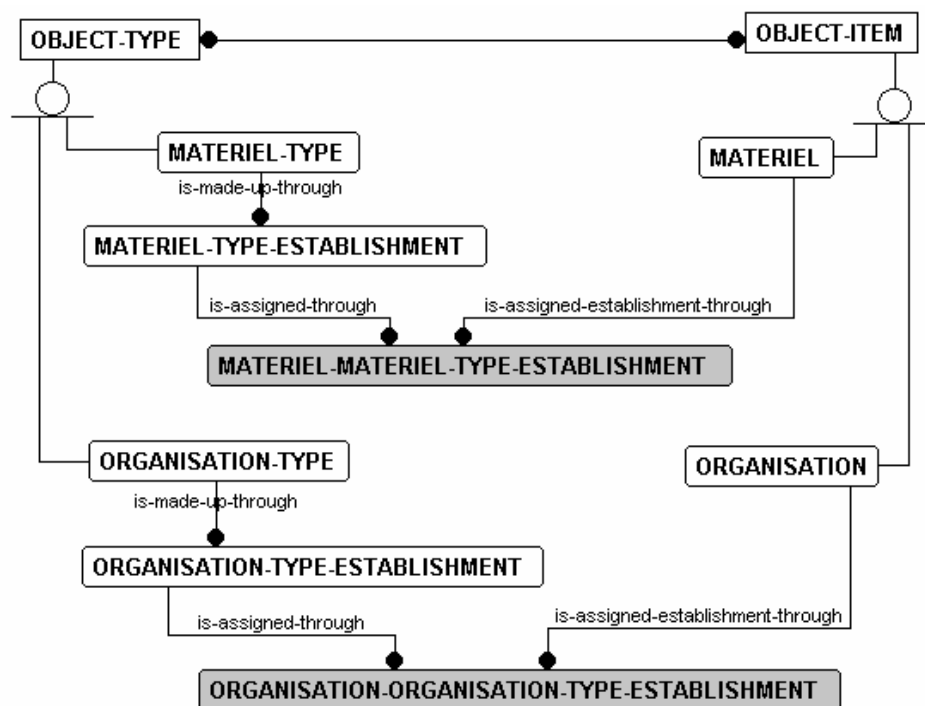 OBJECT-TYPE
OBJECT-ITEM
MATERIEL-TYPE
MATERIEL
is-made-up-through
MATERIEL-TYPE-ESTABLISHMENT
is-assigned-through
is-assigned-establishment-through
MATERIEL-MATERIEL-TYPE-ESTABLISHMENT
ORGANISATION-TYPE
ORGANISATION
is-made-up-through
ORGANISATION-TYPE-ESTABLISHMENT
is-assigned-through
is-assigned-establishment-through
ORGANISATION-ORGANISATION-TYPE-ESTABLISHMENT